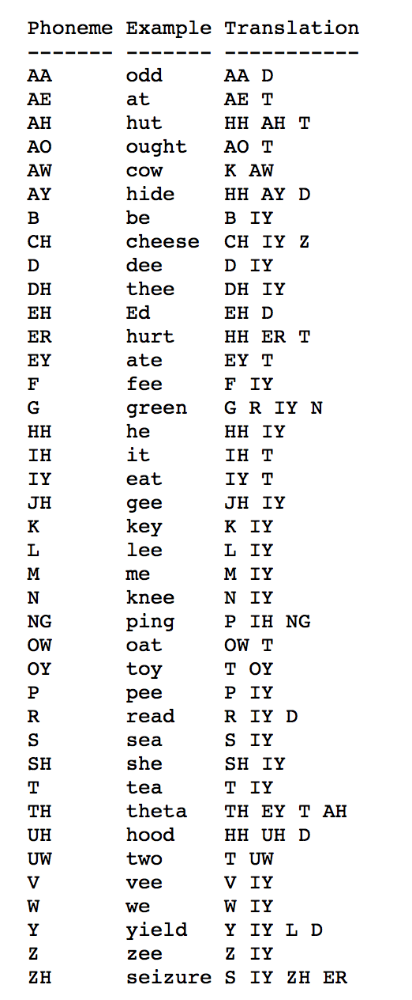 Phoneme Example Translation
------- ------- -----------
AA odd AA D
AE at AE T
AH hut HH AH T
AO ought AO T
AW cow K AW
AY hide HH AY D
B be B IY
CH cheese CH IY Z
D dee D IY
DH thee DH IY
EH Ed EH D
ER hurt HH ER T
EY ate EY T
F fee F IY
G green G R IY N
HH he HH IY
IH it IH T
IY eat IY T
JH gee JH IY
K key K IY
L lee L IY
M me M IY
N knee N IY
NG ping P IH NG
OW oat OW T
OY toy T OY
P pee P IY
R read R IY D
S sea S IY
SH she SH IY
T tea T IY
TH theta TH EY T AH
UH hood HH UH D
UW two T UW
V vee V IY
W we W IY
Y yield Y IY L D
Z zee Z IY
ZH seizure S IY ZH ER